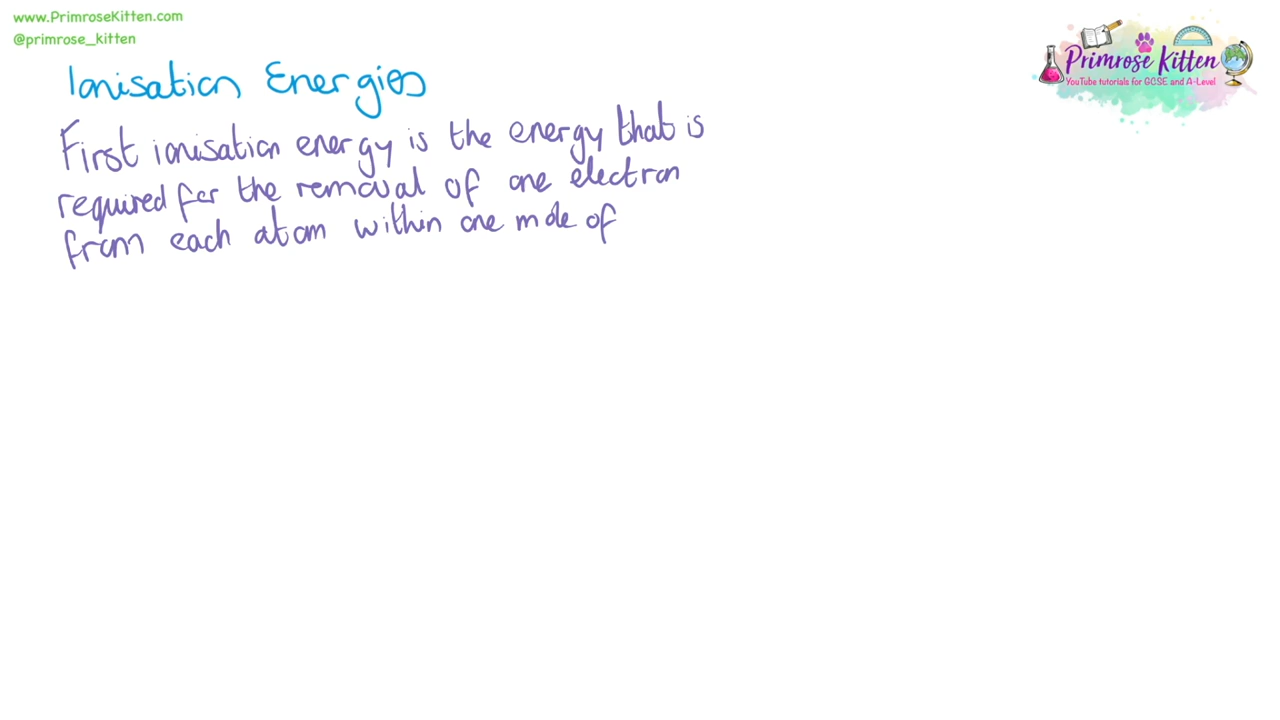 www.PrimroseKitten.com
@primrose_kitten
Primrose Kitten
YouTube tutorials for GCSE and A-Level
Ionisation Energies
First ionisation energy is the energy that is
required for the removal of one electron
from each atom within one mole of